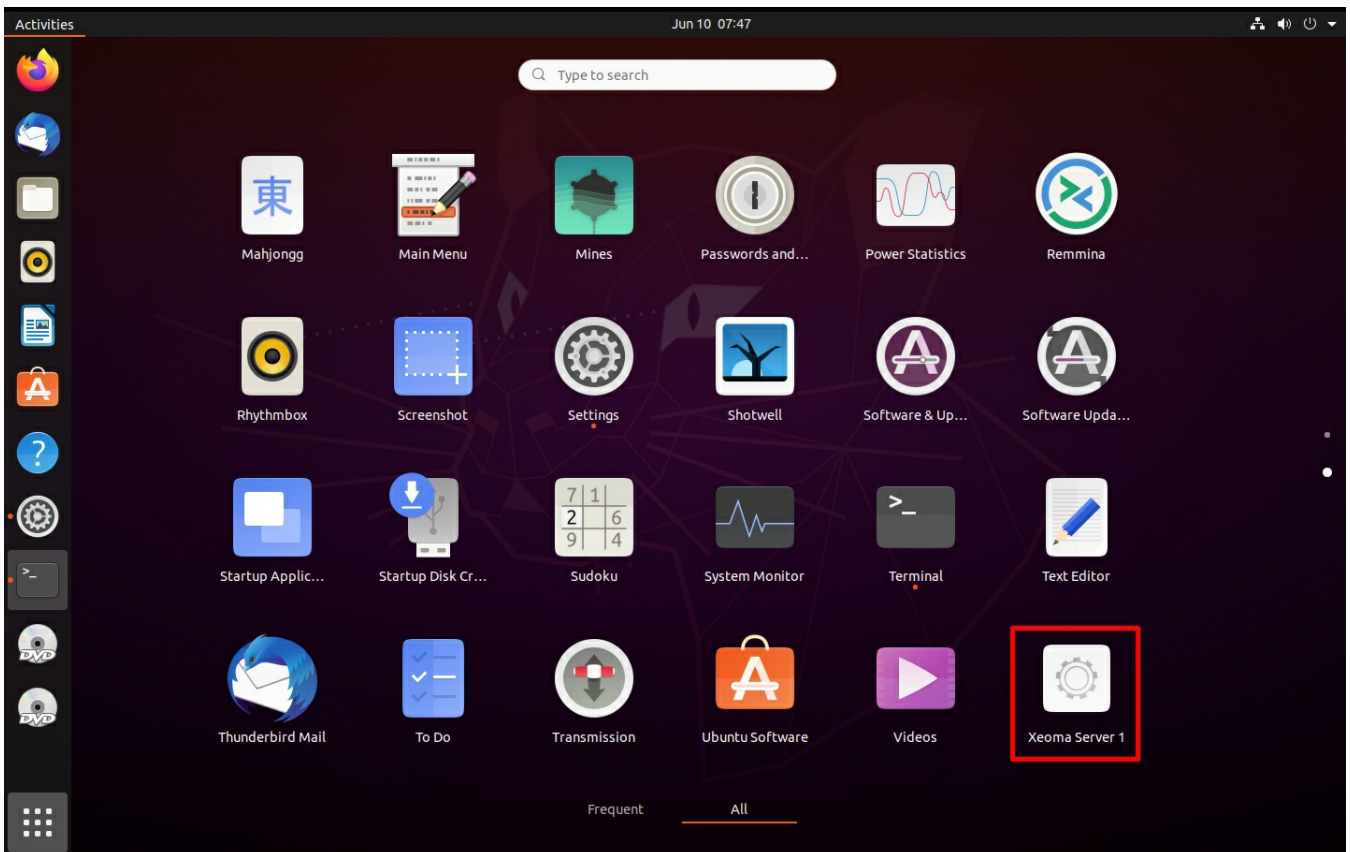 Activities
Jun 10 07:47
Type to search
東
Mahjongg
Main Menu
Mines
Passwords and...
Power Statistics
Remmina
Rhythmbox
Screenshot
Settings
Shotwell
Software & Up...
Software Upda...
7 1
2 6
9 4
>_
Startup Applic...
Startup Disk Cr...
Sudoku
System Monitor
Terminal
Text Editor
?
>_
DVD
DVD
Thunderbird Mail
To Do
Transmission
Ubuntu Software
Videos
Xeoma Server 1
Frequent
All